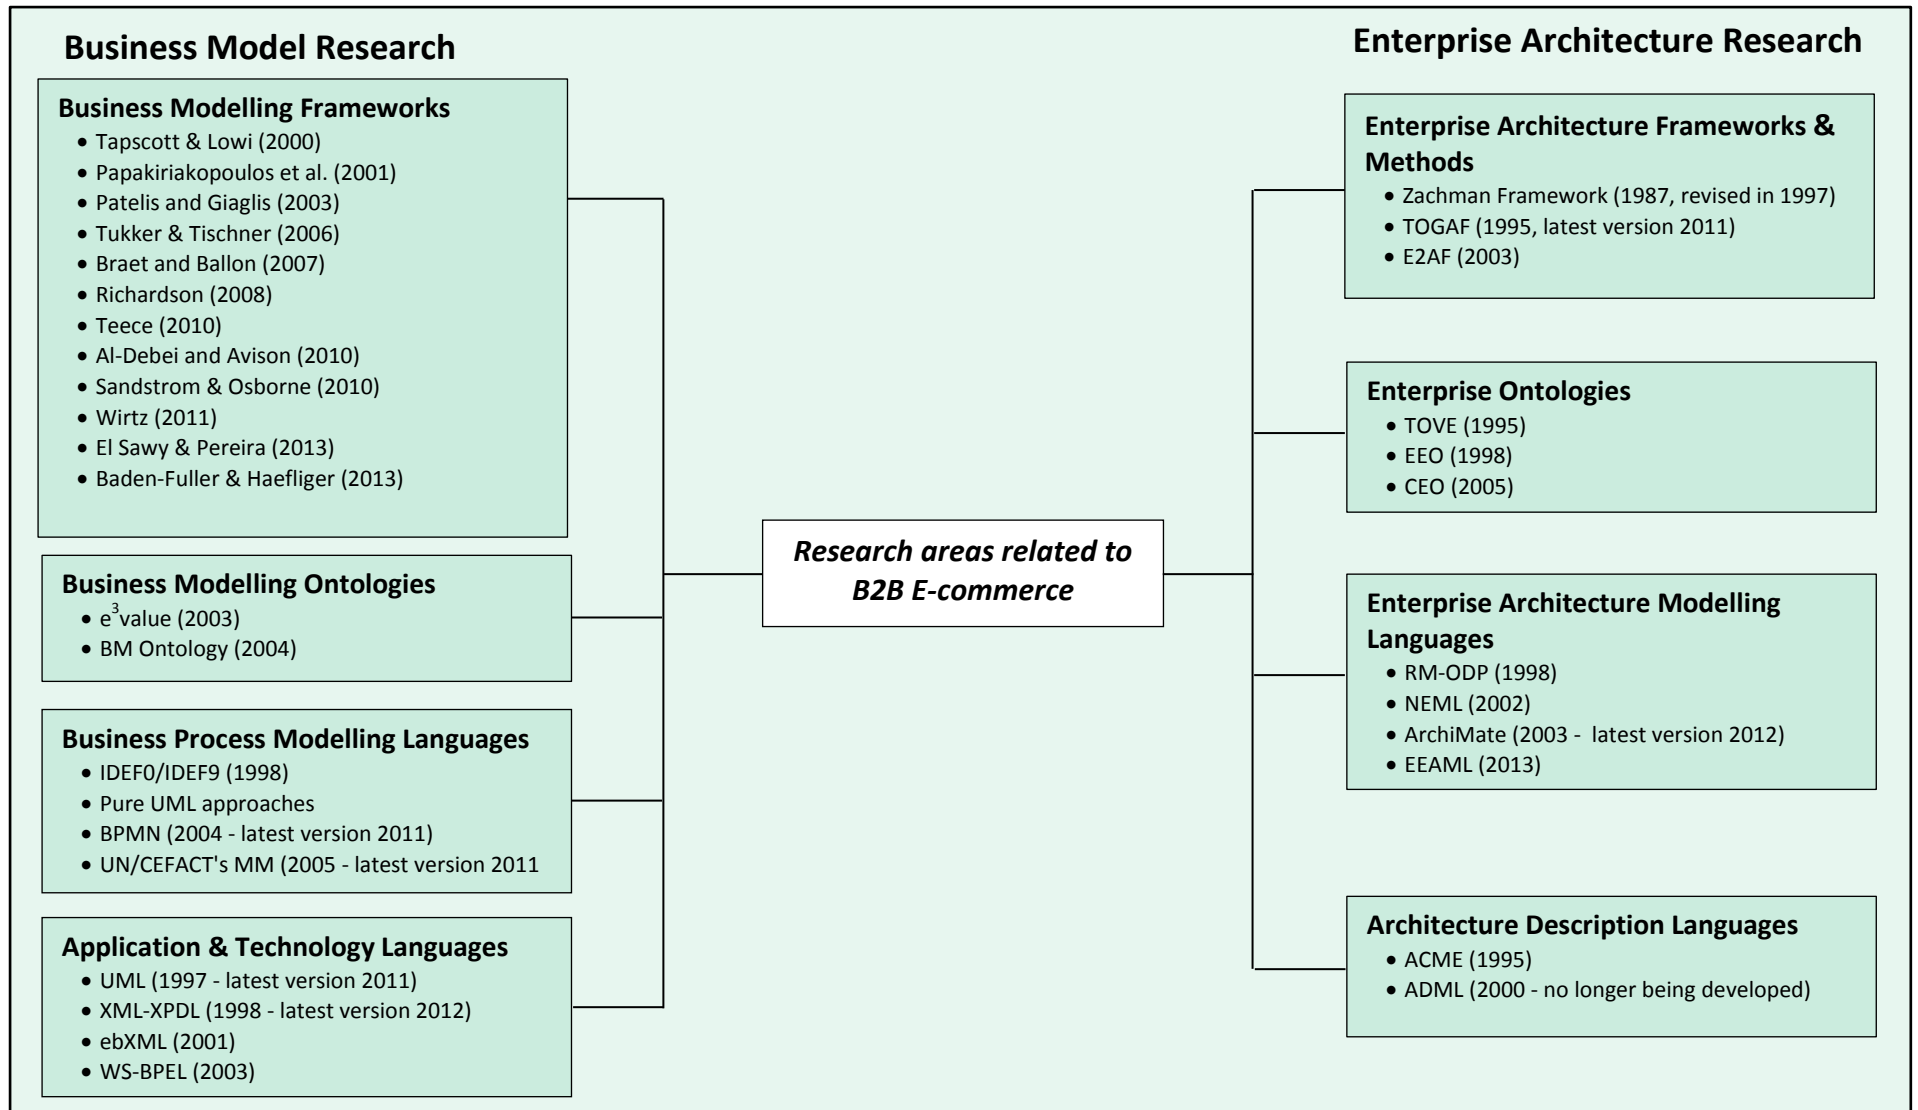 Business Model Research
Business Modelling Frameworks
• Tapscott & Lowi (2000)
• Papakiriakopoulos et al. (2001)
• Patelis and Giaglis (2003)
• Tukker & Tischner (2006)
• Braet and Ballon (2007)
• Richardson (2008)
• Teece (2010)
• Al-Debei and Avison (2010)
• Sandstrom & Osborne (2010)
• Wirtz (2011)
• El Sawy & Pereira (2013)
• Baden-Fuller & Haefliger (2013)
Business Modelling Ontologies
• e³value (2003)
• BM Ontology (2004)
Business Process Modelling Languages
• IDEF0/IDEF9 (1998)
• Pure UML approaches
• BPMN (2004 - latest version 2011)
• UN/CEFACT's MM (2005 - latest version 2011
Application & Technology Languages
• UML (1997 - latest version 2011)
• XML-XPDL (1998 - latest version 2012)
• ebXML (2001)
• WS-BPEL (2003)
Research areas related to
B2B E-commerce
Enterprise Architecture Research
Enterprise Architecture Frameworks &
Methods
• Zachman Framework (1987, revised in 1997)
• TOGAF (1995, latest version 2011)
• E2AF (2003)
Enterprise Ontologies
• TOVE (1995)
• EEO (1998)
• CEO (2005)
Enterprise Architecture Modelling
Languages
• RM-ODP (1998)
• NEML (2002)
• ArchiMate (2003 -  latest version 2012)
• EEAML (2013)
Architecture Description Languages
• ACME (1995)
• ADML (2000 - no longer being developed)